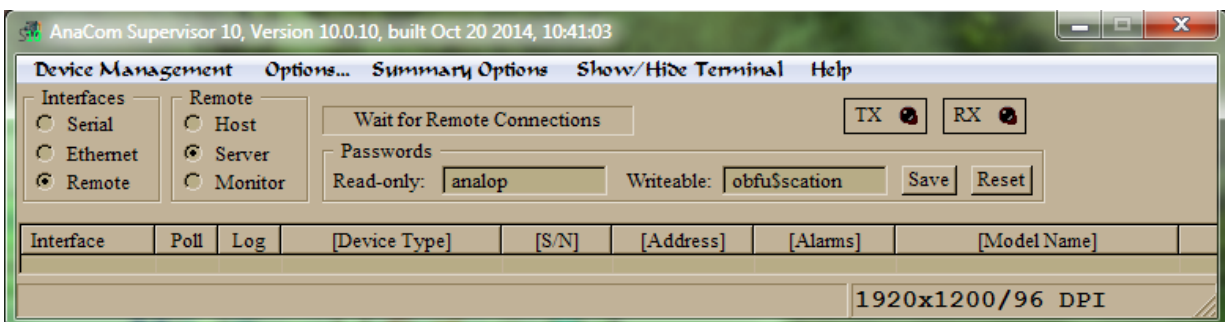 AnaCom Supervisor 10, Version 10.0.10, built Oct 20 2014, 10:41:03
Device Management Options... Summary Options Show/Hide Terminal Help
Interfaces Remote
Serial Host Wait for Remote Connections TX RX
Ethernet Server Passwords
Remote Monitor Read-only: analop Writeable: obfu$scation Save Reset
Interface Poll Log [Device Type] [S/N] [Address] [Alarms] [Model Name]
1920x1200/96 DPI